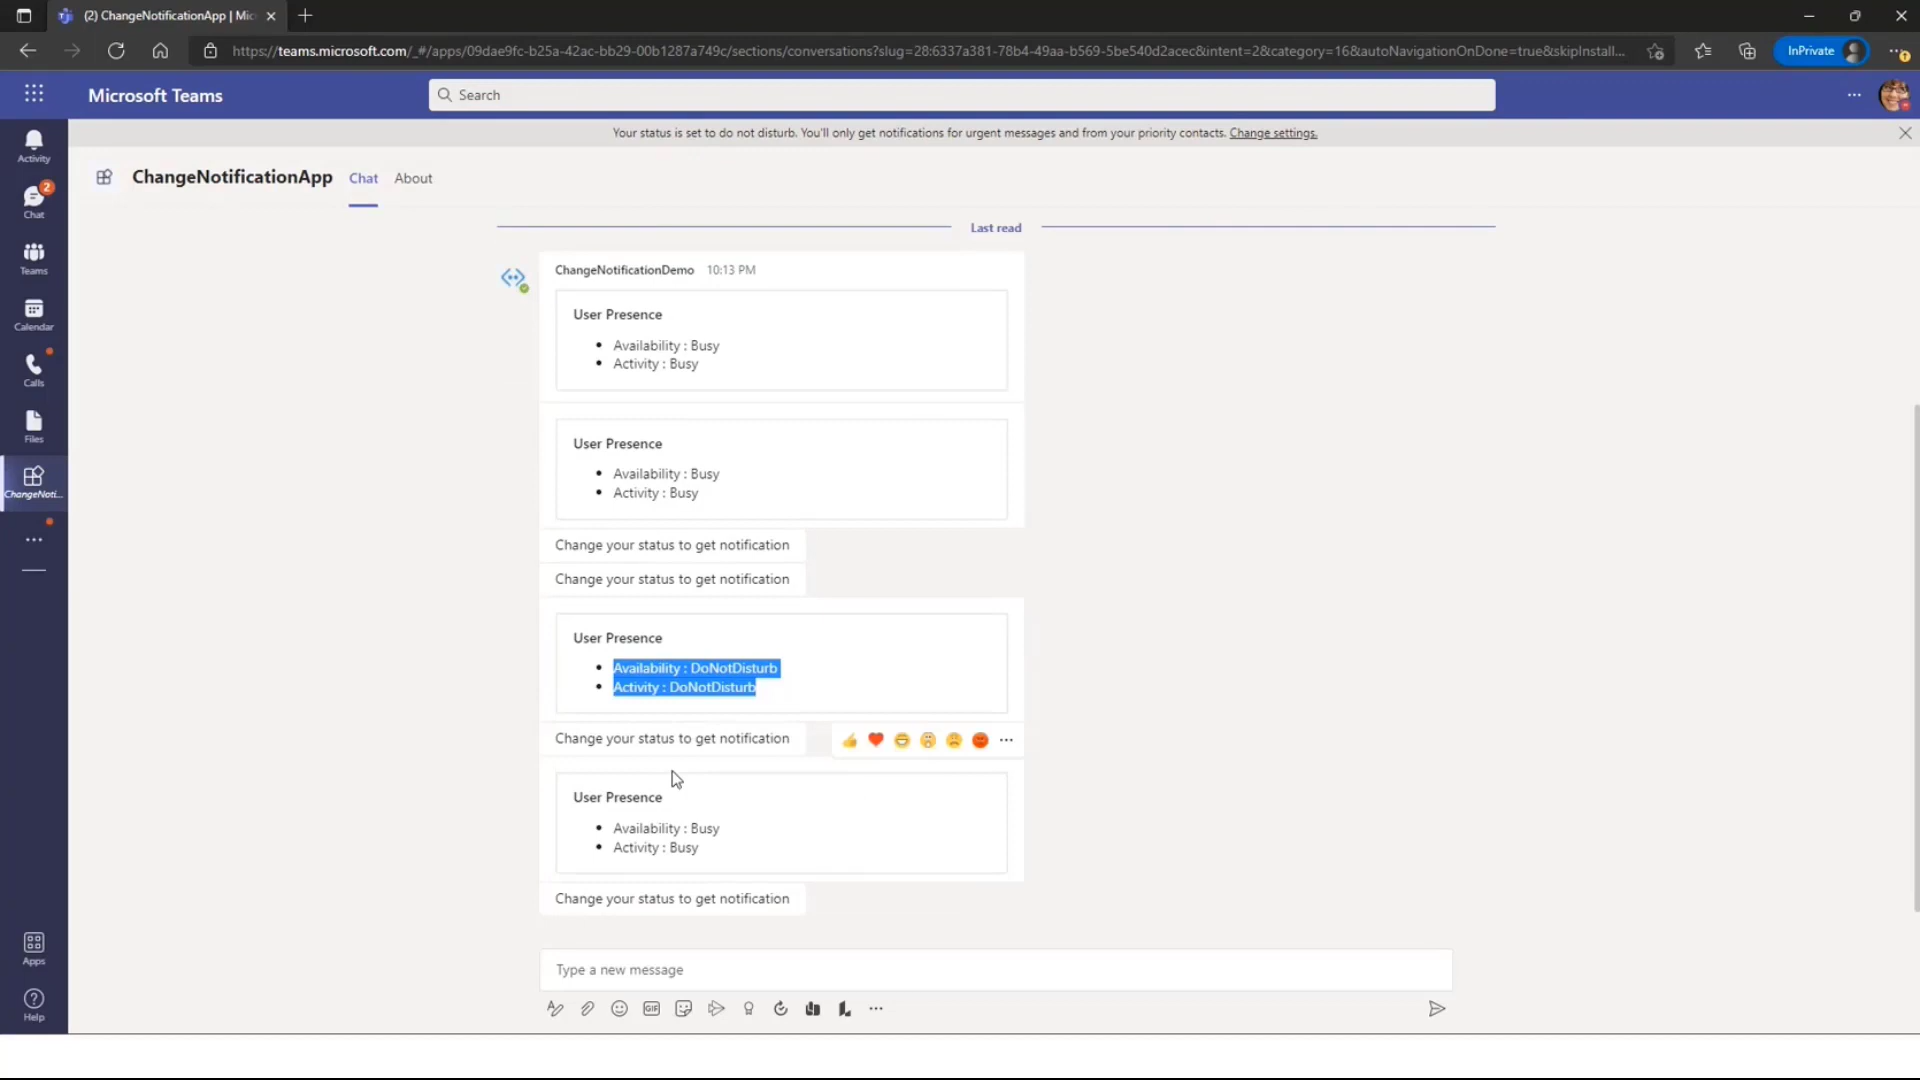 (2) ChangeNotificationApp | Mic
https://teams.microsoft.com/_#/apps/09dae9fc-b25a-42ac-bb29-00b1287a749c/sections/conversations?slug=28:6337a381-78b4-49aa-b569-5be540d2acec&intent=2&category=16&autoNavigationOnDone=true&skipInstall...
InPrivate
Microsoft Teams
Search
Your status is set to do not disturb. You'll only get notifications for urgent messages and from your priority contacts. Change settings.
Activity
Chat
2
Teams
Calendar
Calls
Files
ChangeNoti...
Apps
Help
ChangeNotificationApp
Chat
About
Last read
ChangeNotificationDemo 10:13 PM
User Presence
Availability : Busy
Activity : Busy
User Presence
Availability : Busy
Activity : Busy
Change your status to get notification
Change your status to get notification
User Presence
Availability : DoNotDisturb
Activity : DoNotDisturb
Change your status to get notification
User Presence
Availability : Busy
Activity : Busy
Change your status to get notification
Type a new message
GIF